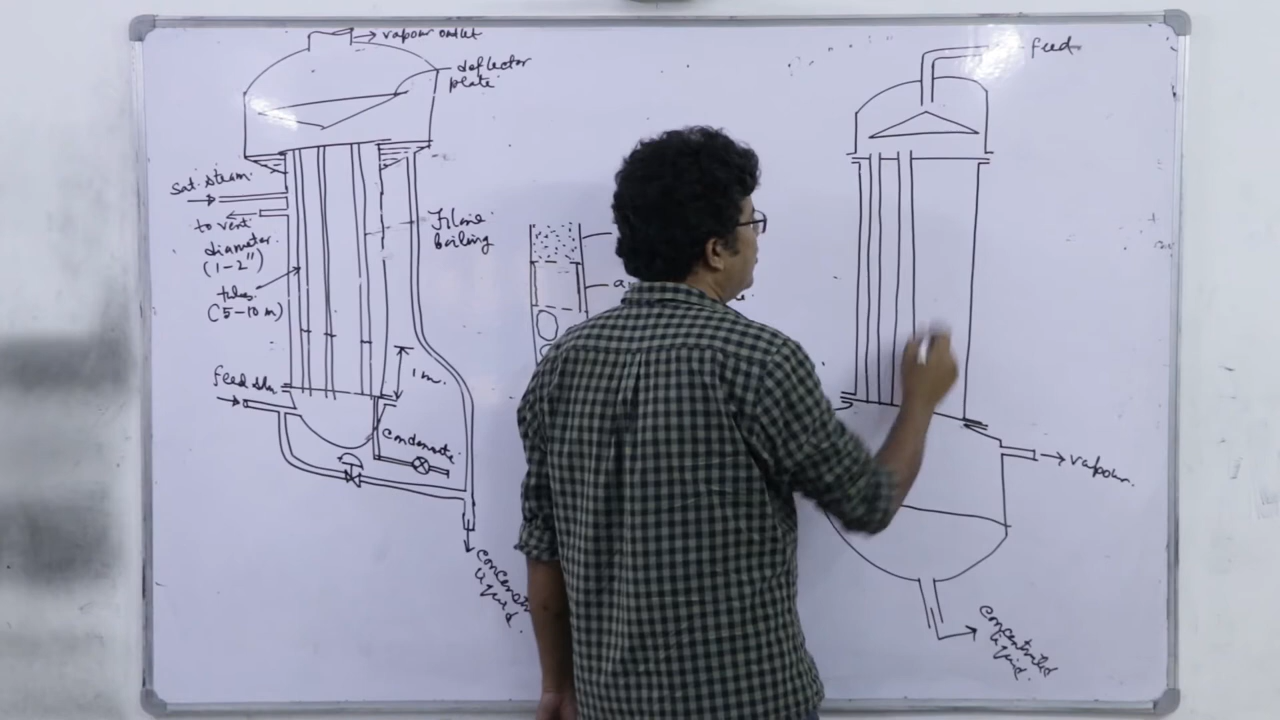 vapour outlet
deflector
plate
sat. steam.
to vent
diameter
(1-2")
tubes
(5-10 m)
boiling
1 m.
feed
condensate.
concentrated
liquid.
feed
vapour.
concentrated
liquid.